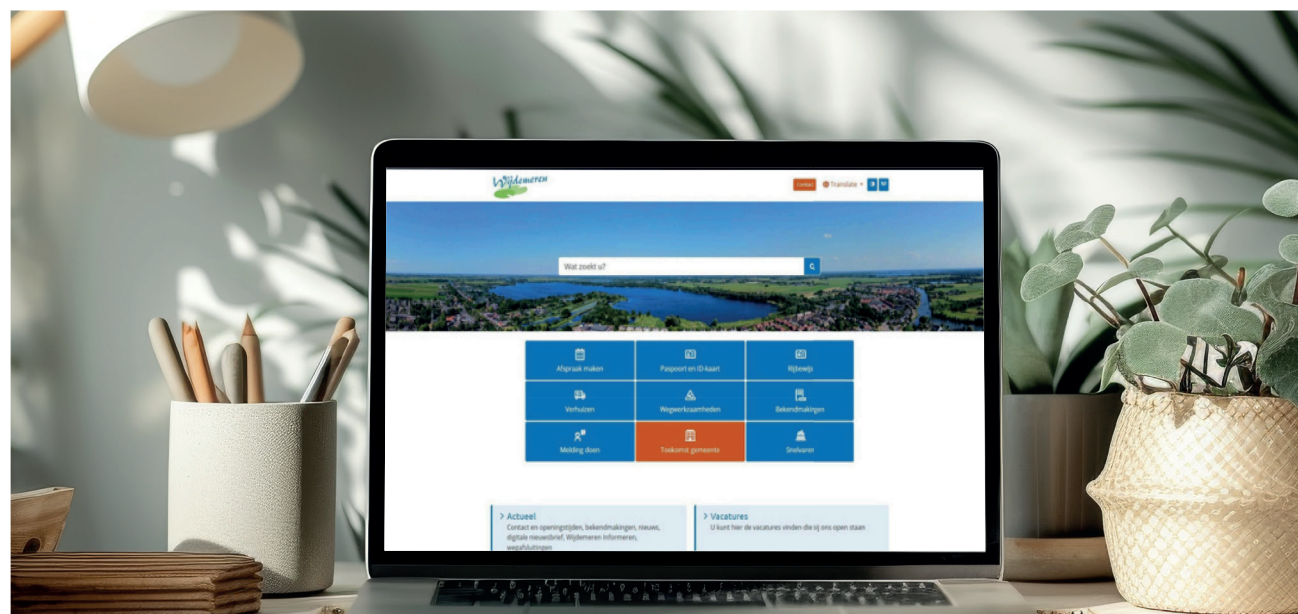 Wijdemeren
Contact
Translate
Wat zoekt u?
Afspraak maken
Paspoort en ID-kaart
Rijbewijs
Verhuizen
Wegwerkzaamheden
Bekendmakingen
Melding doen
Toekomst gemeente
Snelvaren
> Actueel
Contact en openingstijden, bekendmakingen, nieuws,
digitale nieuwsbrief, Wijdemeren Informeren,
wegafsluitingen
> Vacatures
U kunt hier de vacatures vinden die bij ons open staan